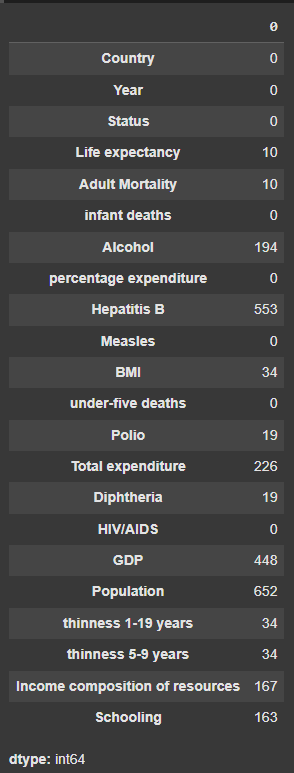 0
Country 0
Year 0
Status 0
Life expectancy 10
Adult Mortality 10
infant deaths 0
Alcohol 194
percentage expenditure 0
Hepatitis B 553
Measles 0
BMI 34
under-five deaths 0
Polio 19
Total expenditure 226
Diphtheria 19
HIV/AIDS 0
GDP 448
Population 652
thinness 1-19 years 34
thinness 5-9 years 34
Income composition of resources 167
Schooling 163
dtype: int64